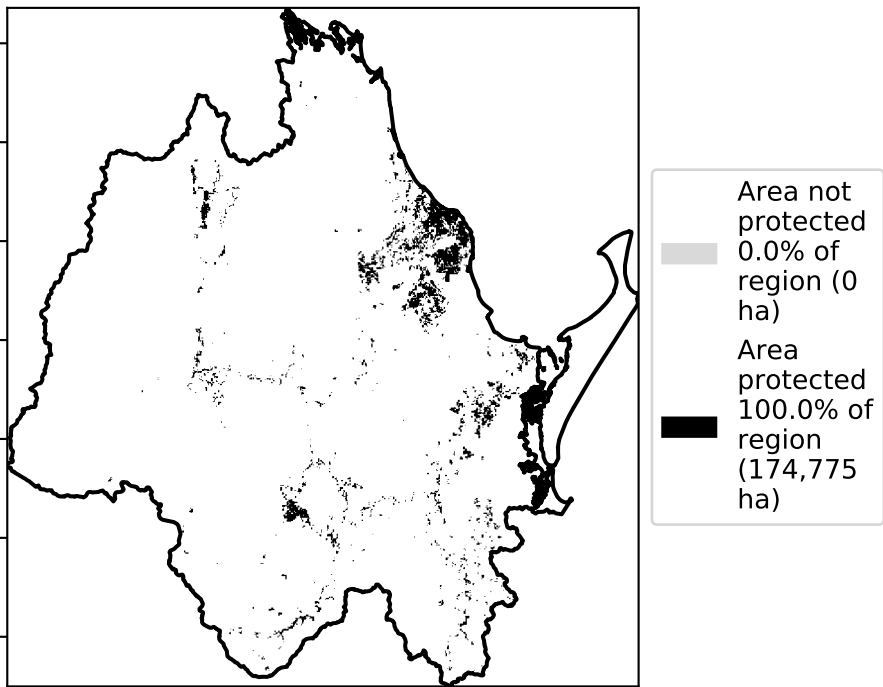 Area not
protected
0.0% of
region (0
ha)
Area
protected
100.0% of
region
(174,775
ha)